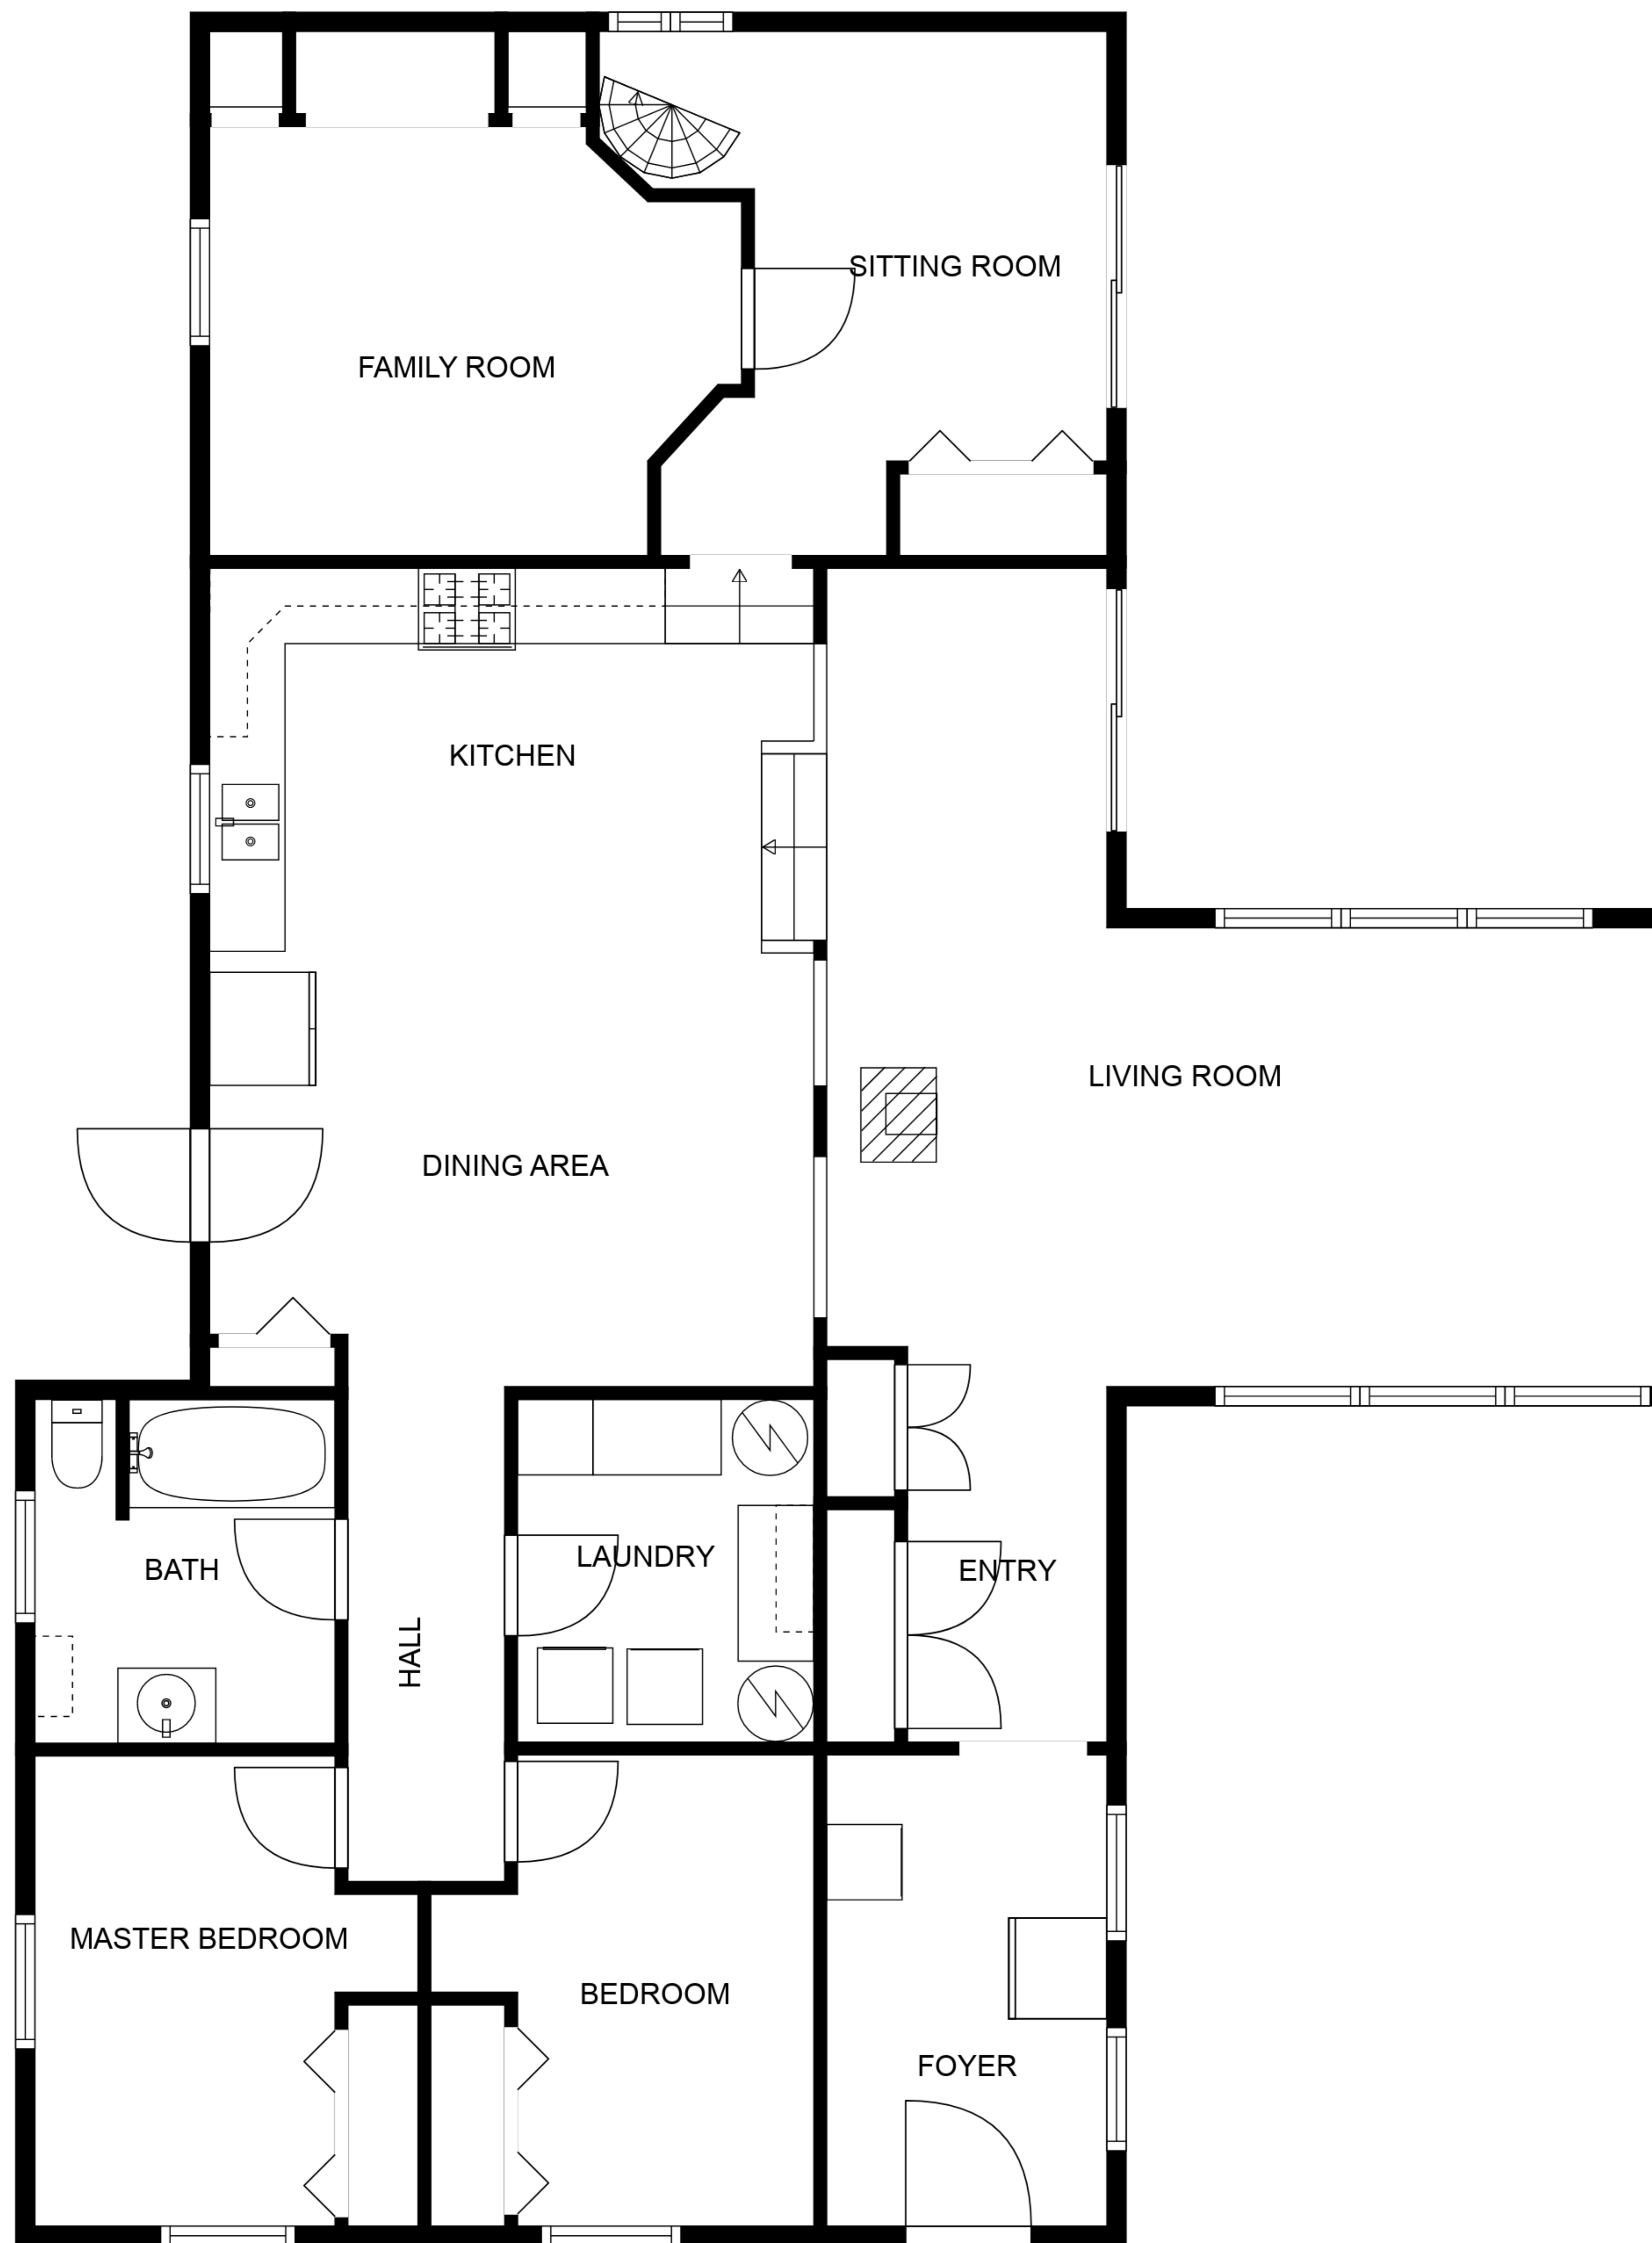 SITTING ROOM
FAMILY ROOM
KITCHEN
LIVING ROOM
DINING AREA
LAUNDRY
BATH
ENTRY
HALL
MASTER BEDROOM
BEDROOM
FOYER